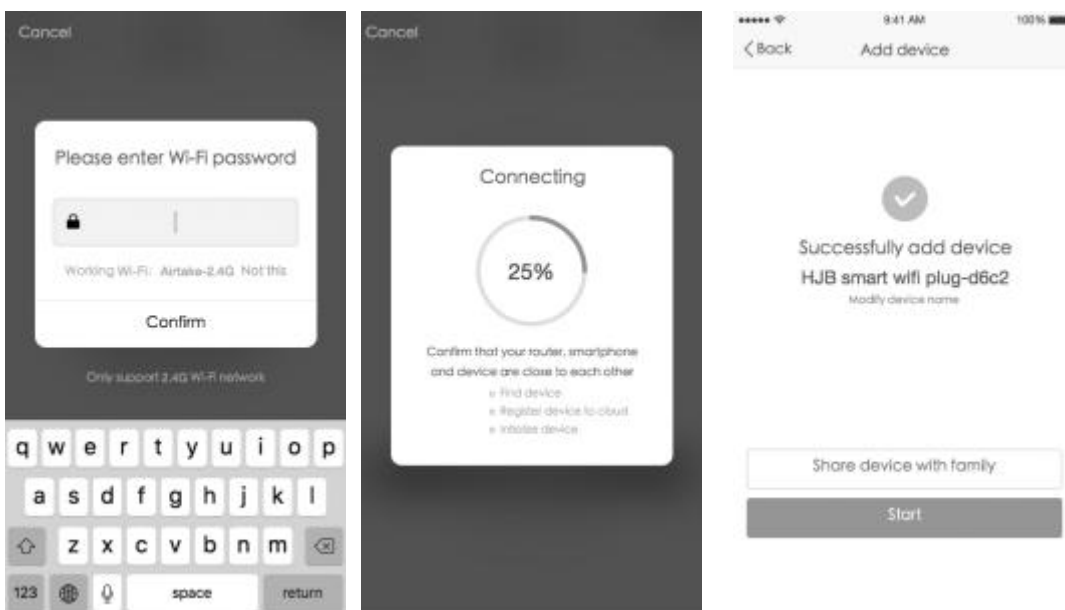 Cancel
Please enter Wi-Fi password
Working Wi-Fi: Airtake-2.4G Not this
Confirm
Only support 2.4G Wi-Fi network
q w e r t y u i o p
a s d f g h j k l
z x c v b n m
123 space return
Cancel
Connecting
25%
Confirm that your router, smartphone
and device are close to each other
Find device
Register device to cloud
Initialize device
9:41 AM 100%
Back Add device
Successfully add device
HJB smart wifi plug-d6c2
Modify device name
Share device with family
Start